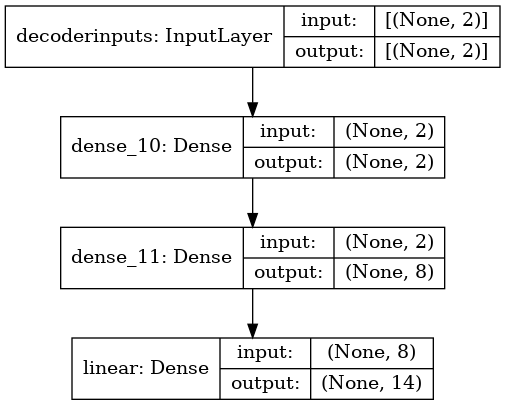 decoderinputs: InputLayer
input: [(None, 2)]
output: [(None, 2)]
dense_10: Dense
input: (None, 2)
output: (None, 2)
dense_11: Dense
input: (None, 2)
output: (None, 8)
linear: Dense
input: (None, 8)
output: (None, 14)